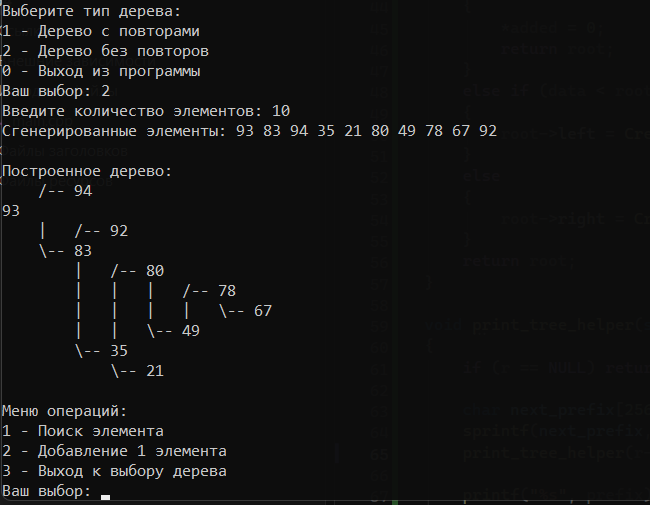 Выберите тип дерева:
1 - Дерево с повторами
2 - Дерево без повторов
0 - Выход из программы
Ваш выбор: 2
Введите количество элементов: 10
Сгенерированные элементы: 93 83 94 35 21 80 49 78 67 92

Построенное дерево:
    /-- 94
93
    |   /-- 92
    \-- 83
        |   /-- 80
        |   |   |   /-- 78
        |   |   |   |   \-- 67
        |   |   \-- 49
        \-- 35
            \-- 21

Меню операций:
1 - Поиск элемента
2 - Добавление 1 элемента
3 - Выход к выбору дерева
Ваш выбор: